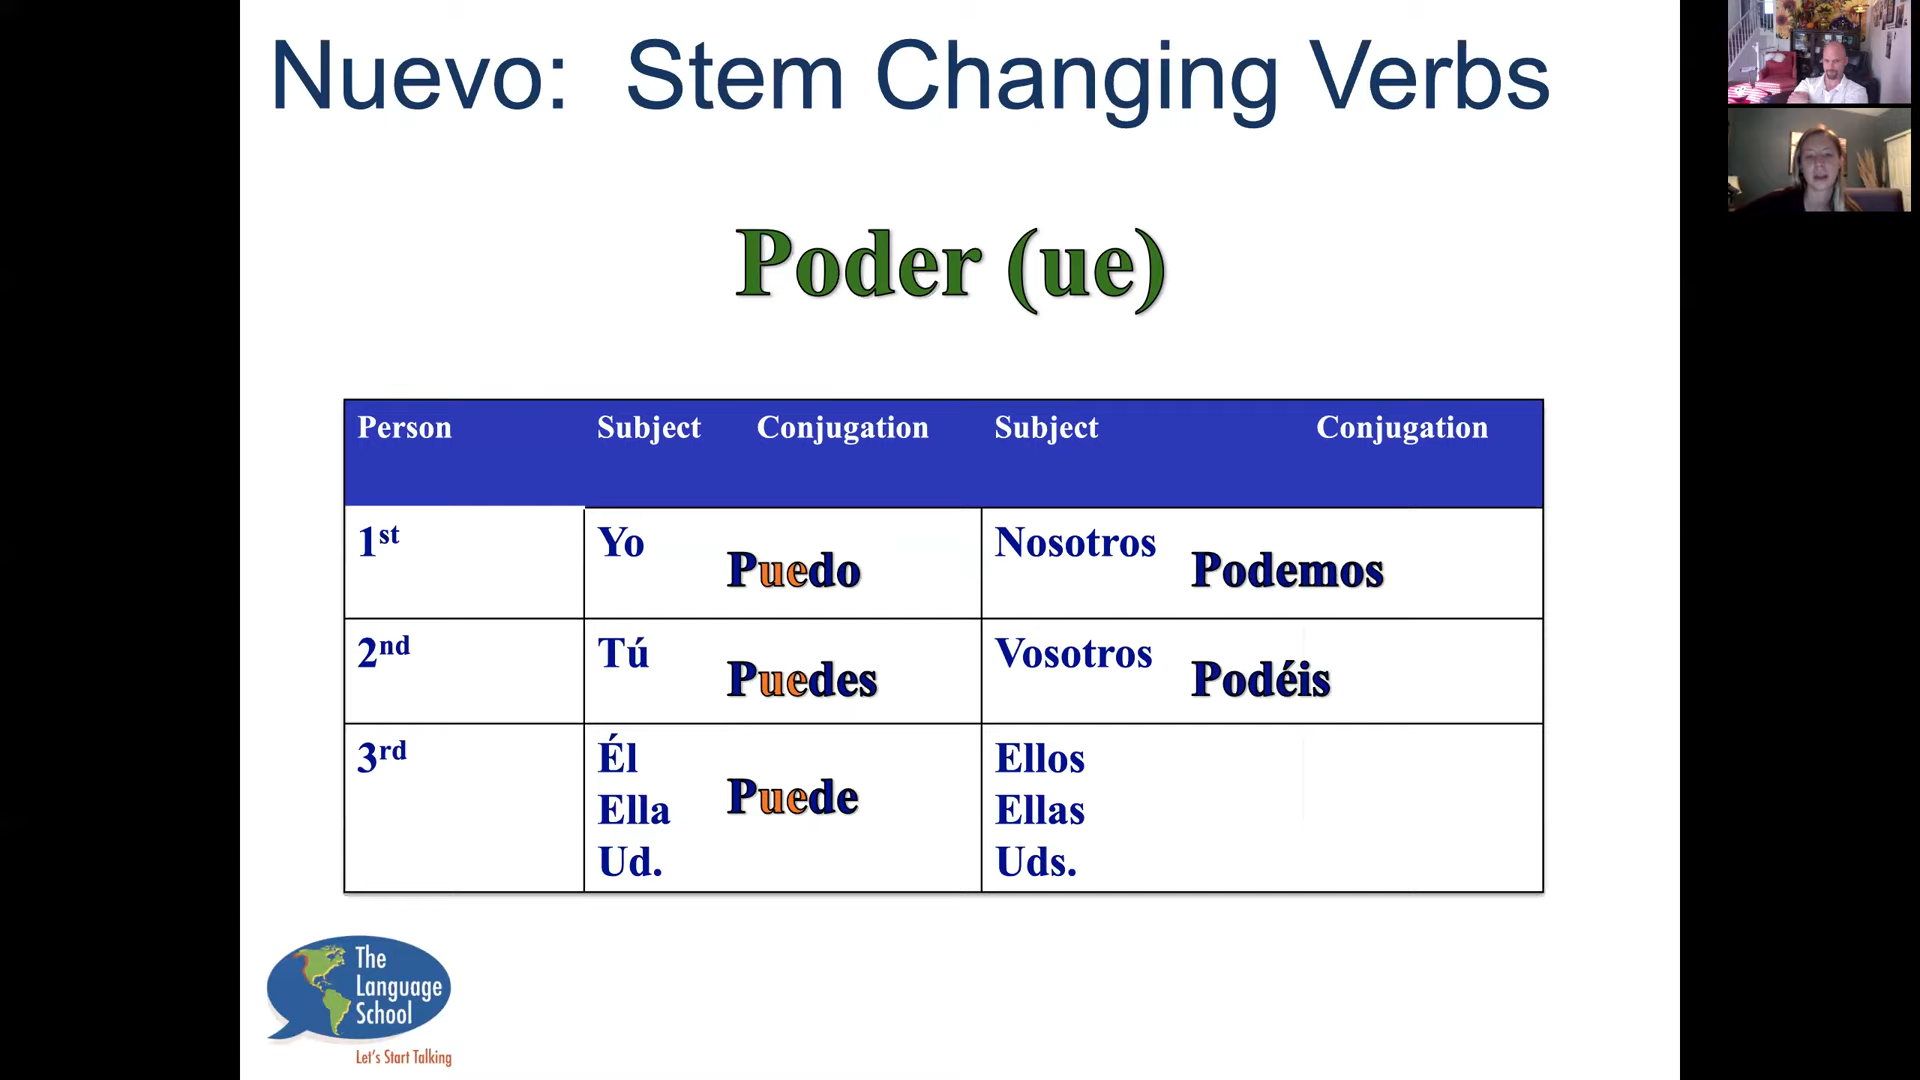 Nuevo: Stem Changing Verbs
Poder (ue)
Person Subject Conjugation Subject Conjugation
1st Yo Puedo Nosotros Podemos
2nd Tú Puedes Vosotros Podéis
3rd Él Ellos
Ella Puede Ellas
Ud. Uds.
The
Language
School
Let's Start Talking